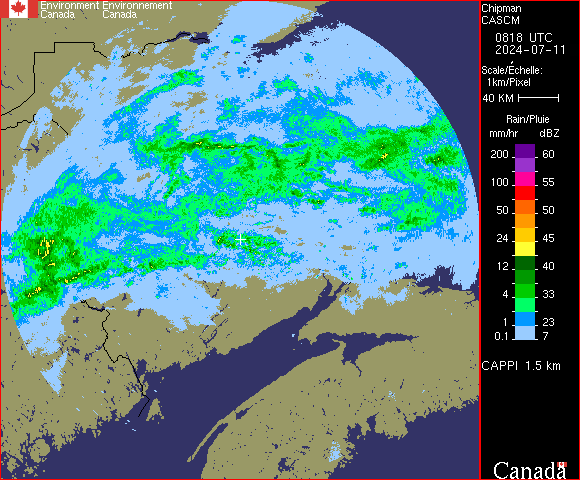 Environment Environnement
Canada Canada
Chipman
CASCM
0818 UTC
2024-07-11
Scale/Échelle:
1km/Pixel
40 KM
Rain/Pluie
mm/hr dBZ
200 60
100 55
50 50
24 45
12 40
4 33
1 23
0.1 7
CAPPI 1.5 km
Canada